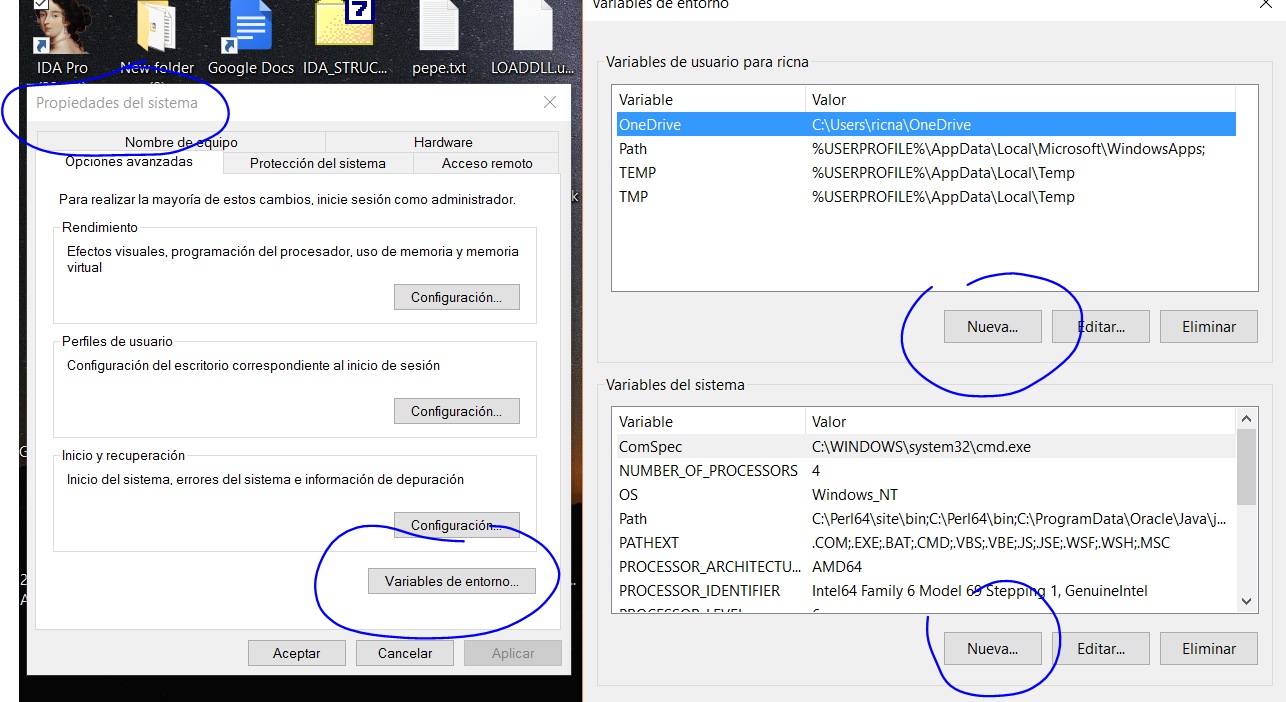 7
IDA Pro
New folder
Google Docs
IDA_STRUC...
pepe.txt
LOADDLL.u...
Propiedades del sistema
Nombre de equipo
Hardware
Opciones avanzadas
Protección del sistema
Acceso remoto
Para realizar la mayoría de estos cambios, inicie sesión como administrador.
Rendimiento
Efectos visuales, programación del procesador, uso de memoria y memoria
virtual
Configuración...
Perfiles de usuario
Configuración del escritorio correspondiente al inicio de sesión
Configuración...
Inicio y recuperación
Inicio del sistema, errores del sistema e información de depuración
Configuración...
Variables de entorno...
Aceptar
Cancelar
Aplicar
Variables de entorno
Variables de usuario para ricna
Variable Valor
OneDrive C:\Users\ricna\OneDrive
Path %USERPROFILE%\AppData\Local\Microsoft\WindowsApps;
TEMP %USERPROFILE%\AppData\Local\Temp
TMP %USERPROFILE%\AppData\Local\Temp
Nueva...
Editar...
Eliminar
Variables del sistema
Variable Valor
ComSpec C:\WINDOWS\system32\cmd.exe
NUMBER_OF_PROCESSORS 4
OS Windows_NT
Path C:\Perl64\site\bin;C:\Perl64\bin;C:\ProgramData\Oracle\Java\j...
PATHEXT .COM;.EXE;.BAT;.CMD;.VBS;.VBE;.JS;.JSE;.WSF;.WSH;.MSC
PROCESSOR_ARCHITECTU... AMD64
PROCESSOR_IDENTIFIER Intel64 Family 6 Model 69 Stepping 1, GenuineIntel
Nueva...
Editar...
Eliminar